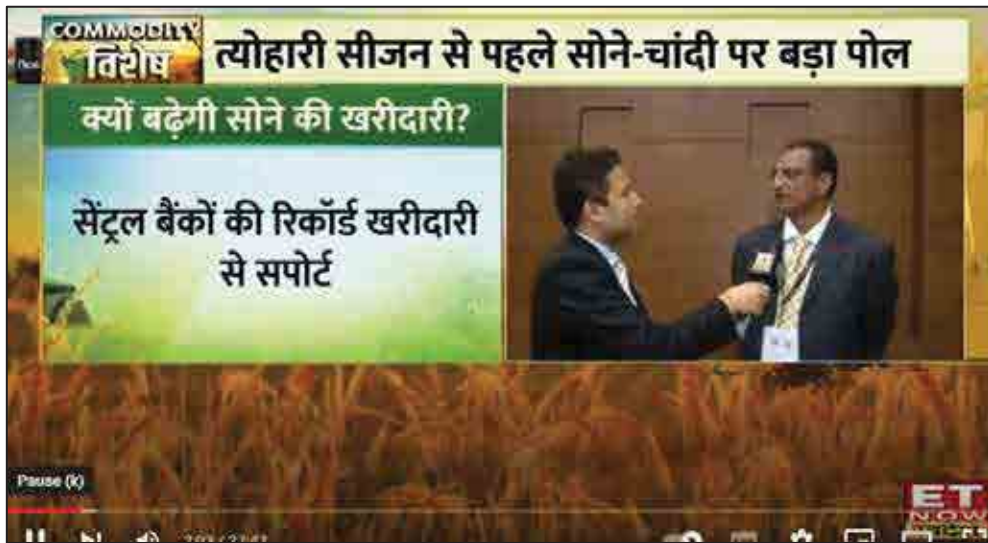 COMMODITY
विशेष
त्योहारी सीजन से पहले सोने-चांदी पर बड़ा पोल
क्यों बढ़ेगी सोने की खरीदारी?
सेंट्रल बैंकों की रिकॉर्ड खरीदारी
से सपोर्ट
Pause (k)
ET
NOW